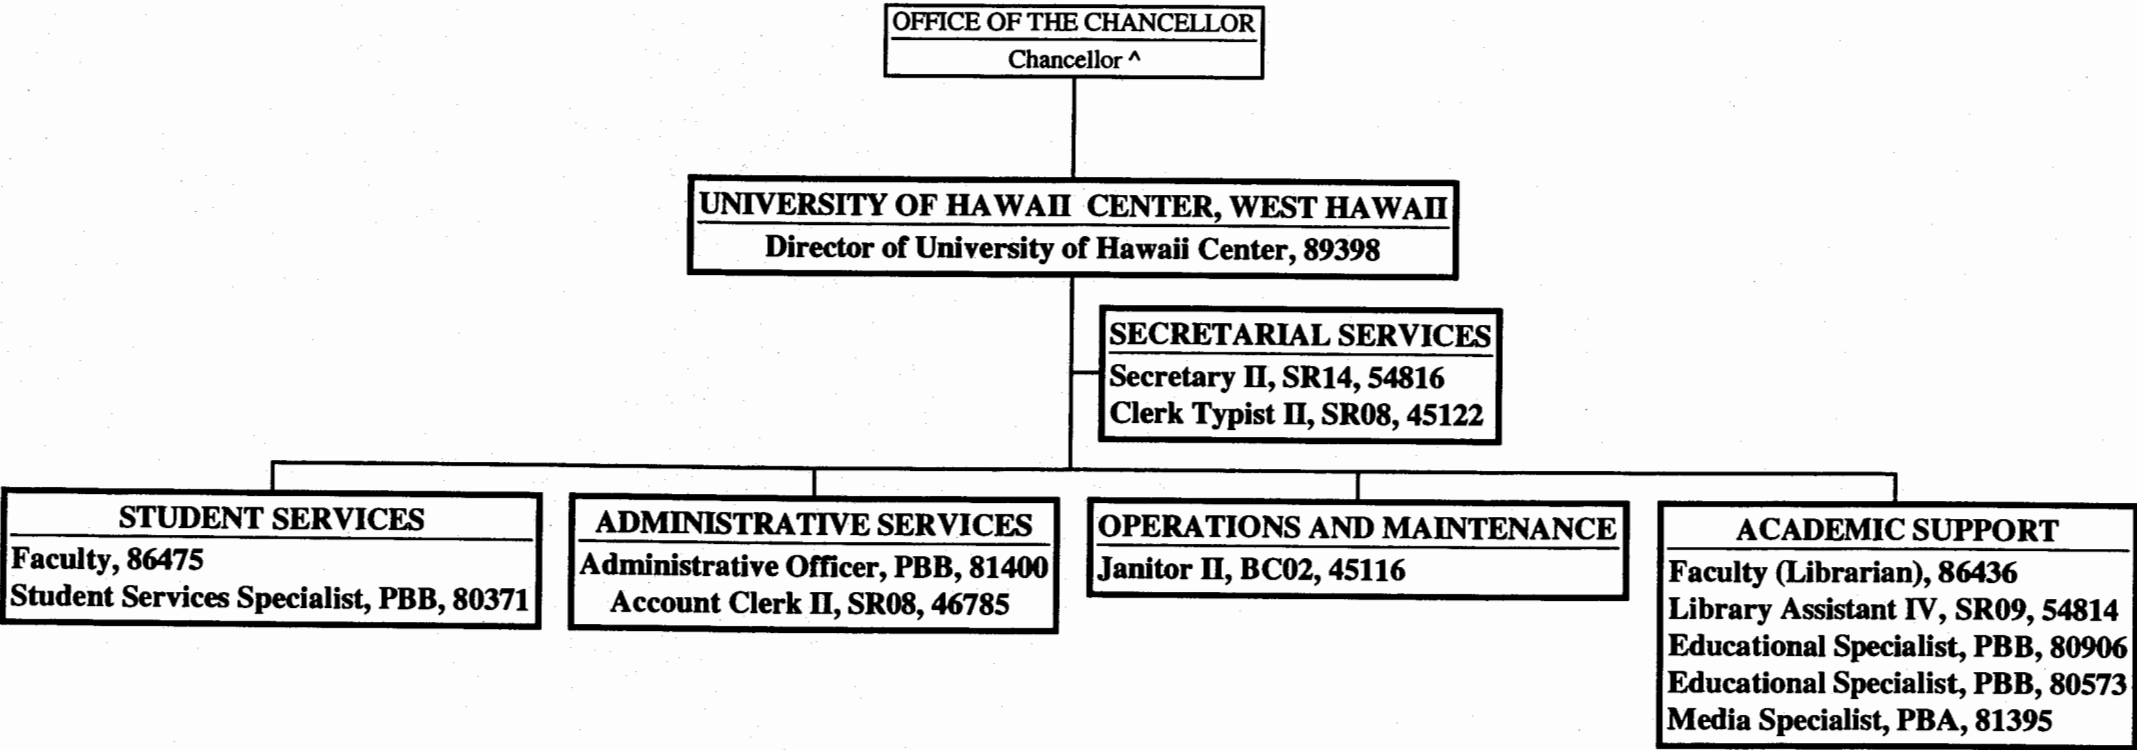 OFFICE OF THE CHANCELLOR
Chancellor ^
UNIVERSITY OF HAWAII CENTER, WEST HAWAII
Director of University of Hawaii Center, 89398
SECRETARIAL SERVICES
Secretary II, SR14, 54816
Clerk Typist II, SR08, 45122
STUDENT SERVICES
Faculty, 86475
Student Services Specialist, PBB, 80371
ADMINISTRATIVE SERVICES
Administrative Officer, PBB, 81400
Account Clerk II, SR08, 46785
OPERATIONS AND MAINTENANCE
Janitor II, BC02, 45116
ACADEMIC SUPPORT
Faculty (Librarian), 86436
Library Assistant IV, SR09, 54814
Educational Specialist, PBB, 80906
Educational Specialist, PBB, 80573
Media Specialist, PBA, 81395